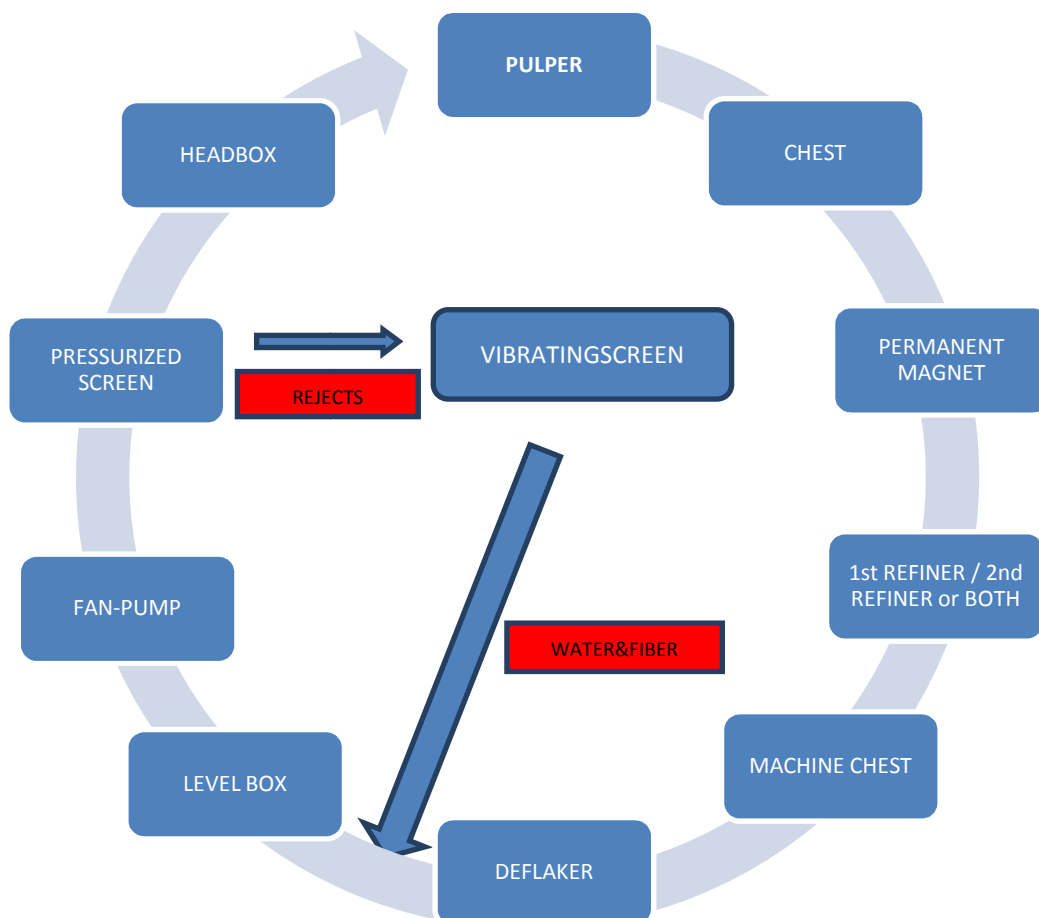 PULPER
CHEST
HEADBOX
PRESSURIZED
SCREEN
REJECTS
VIBRATINGSCREEN
PERMANENT
MAGNET
1st REFINER / 2nd
REFINER or BOTH
FAN-PUMP
WATER&FIBER
MACHINE CHEST
LEVEL BOX
DEFLAKER